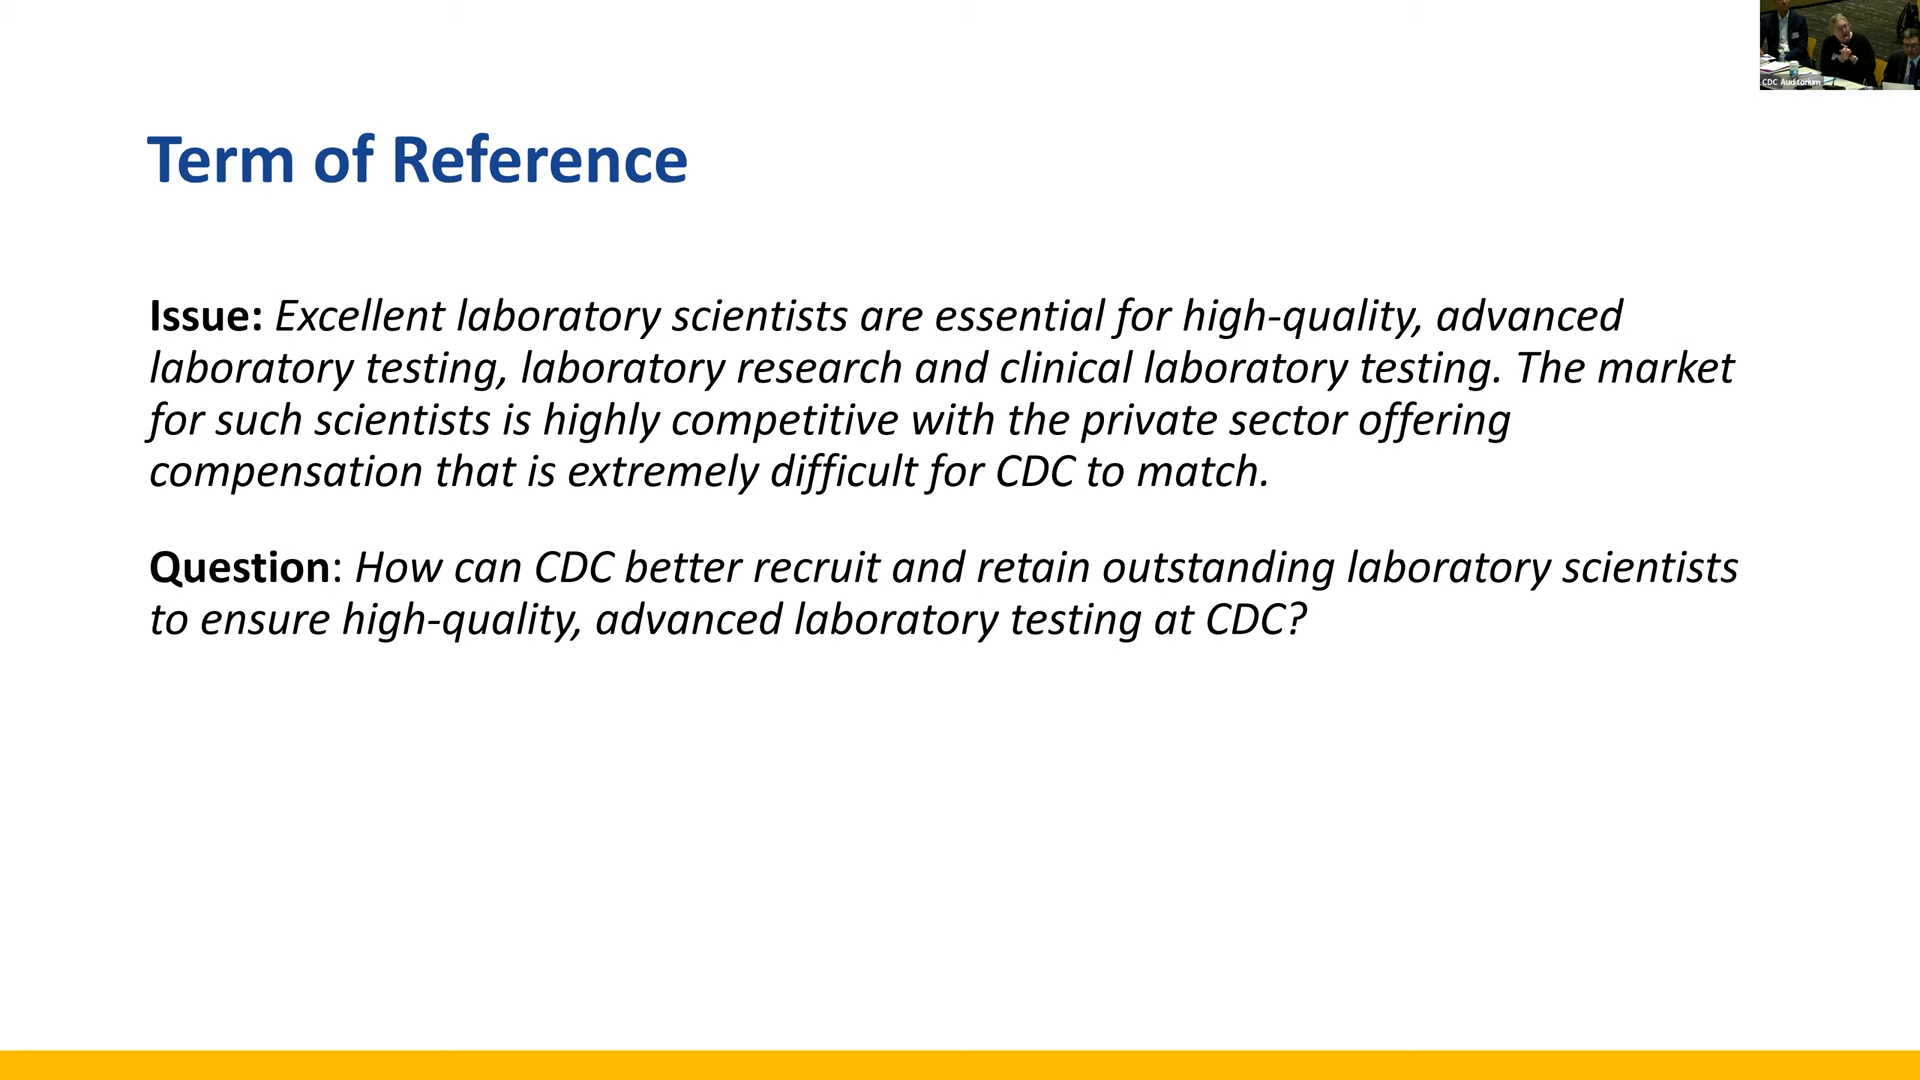 CDC Auditorium
Term of Reference
Issue: Excellent laboratory scientists are essential for high-quality, advanced
laboratory testing, laboratory research and clinical laboratory testing. The market
for such scientists is highly competitive with the private sector offering
compensation that is extremely difficult for CDC to match.
Question: How can CDC better recruit and retain outstanding laboratory scientists
to ensure high-quality, advanced laboratory testing at CDC?